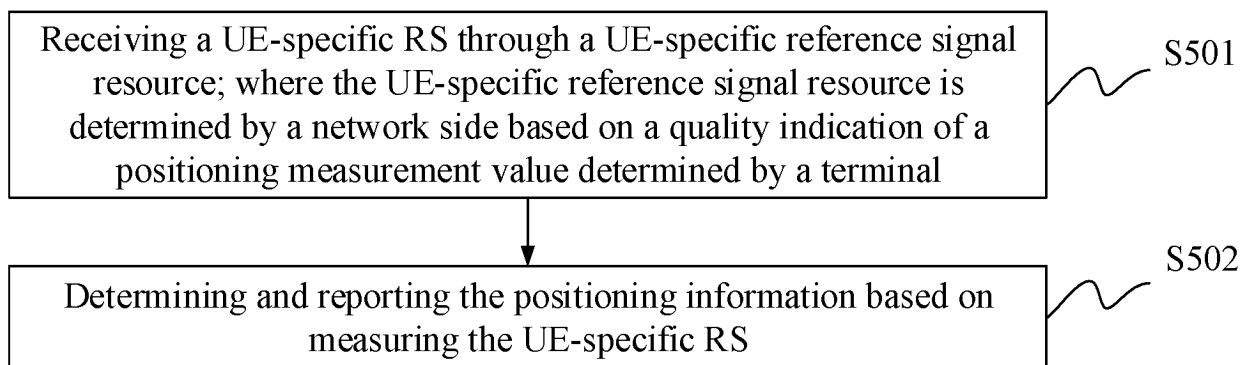 Receiving a UE-specific RS through a UE-specific reference signal
resource; where the UE-specific reference signal resource is
determined by a network side based on a quality indication of a
positioning measurement value determined by a terminal
S501
Determining and reporting the positioning information based on
measuring the UE-specific RS
S502